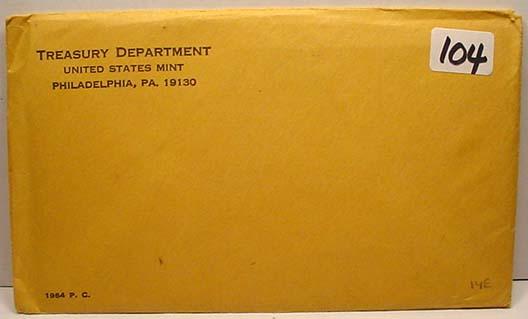 TREASURY DEPARTMENT
UNITED STATES MINT
PHILADELPHIA, PA. 19130
104
1964 P. C.
14E